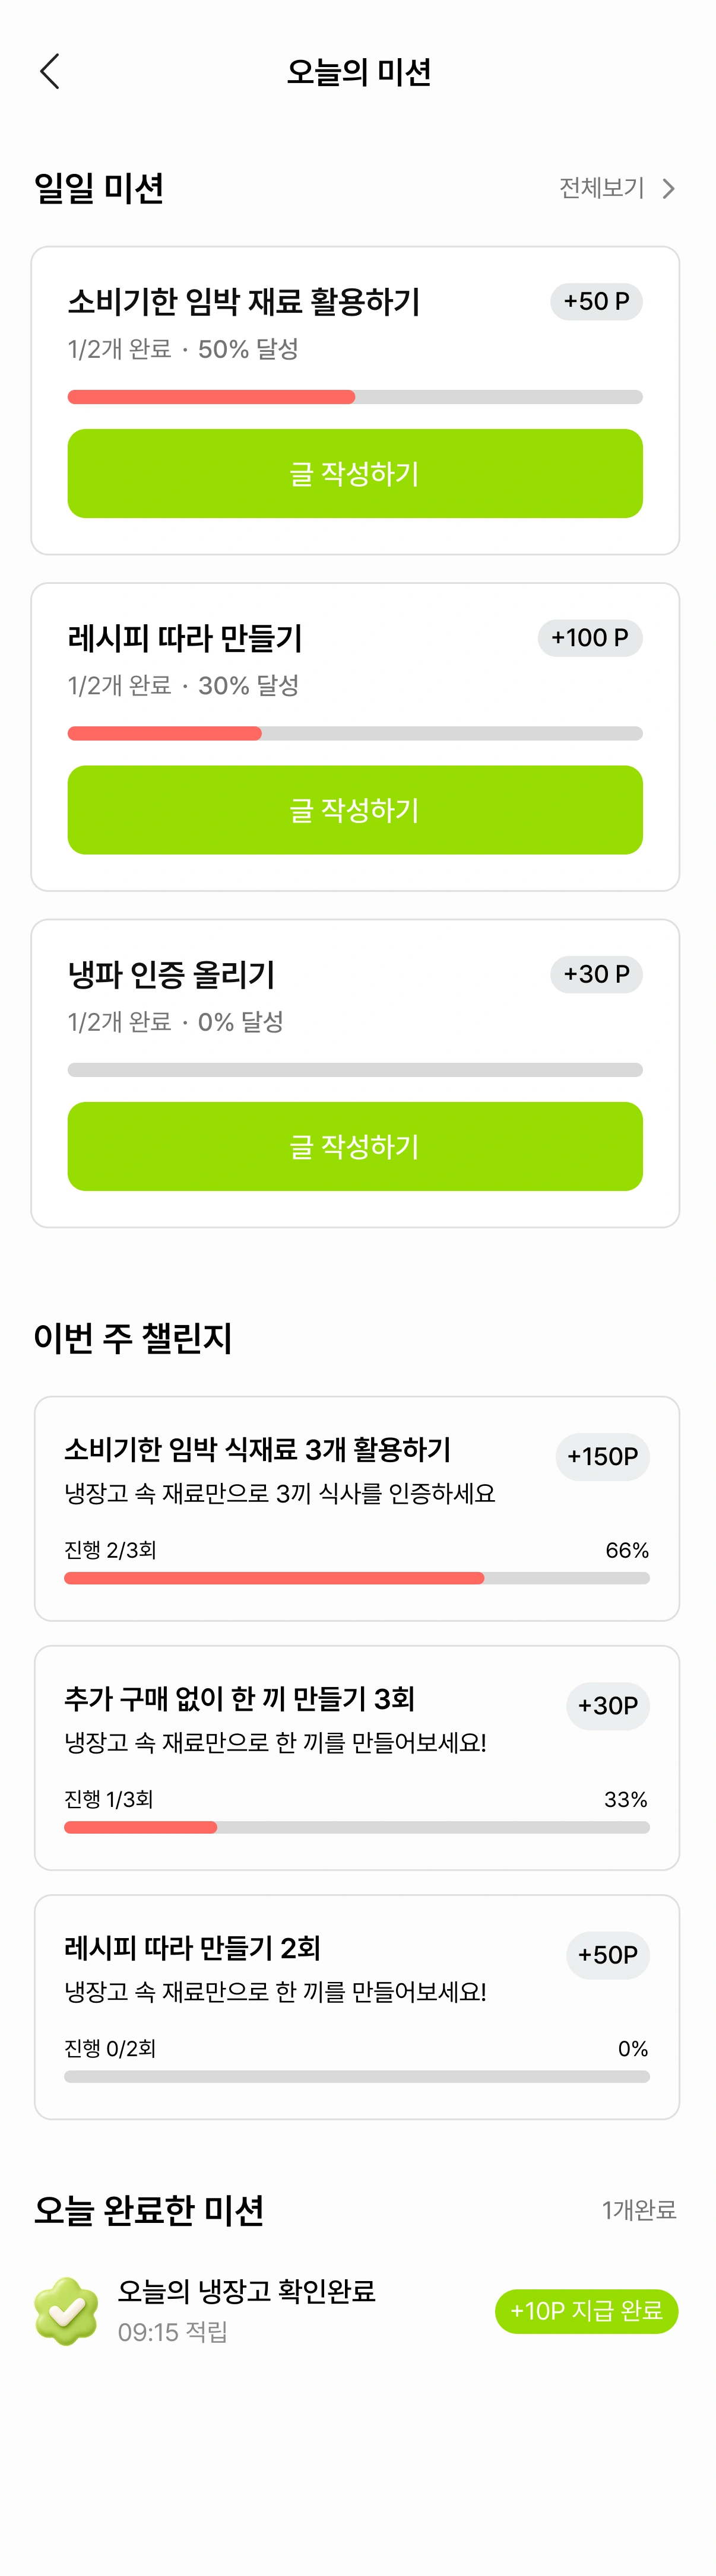 오늘의 미션
일일 미션
전체보기
소비기한 임박 재료 활용하기
+50 P
1/2개 완료 · 50% 달성
글 작성하기
레시피 따라 만들기
+100 P
1/2개 완료 · 30% 달성
글 작성하기
냉파 인증 올리기
+30 P
1/2개 완료 · 0% 달성
글 작성하기
이번 주 챌린지
소비기한 임박 식재료 3개 활용하기
+150P
냉장고 속 재료만으로 3끼 식사를 인증하세요
진행 2/3회
66%
추가 구매 없이 한 끼 만들기 3회
+30P
냉장고 속 재료만으로 한 끼를 만들어보세요!
진행 1/3회
33%
레시피 따라 만들기 2회
+50P
냉장고 속 재료만으로 한 끼를 만들어보세요!
진행 0/2회
0%
오늘 완료한 미션
1개완료
오늘의 냉장고 확인완료
09:15 적립
+10P 지급 완료